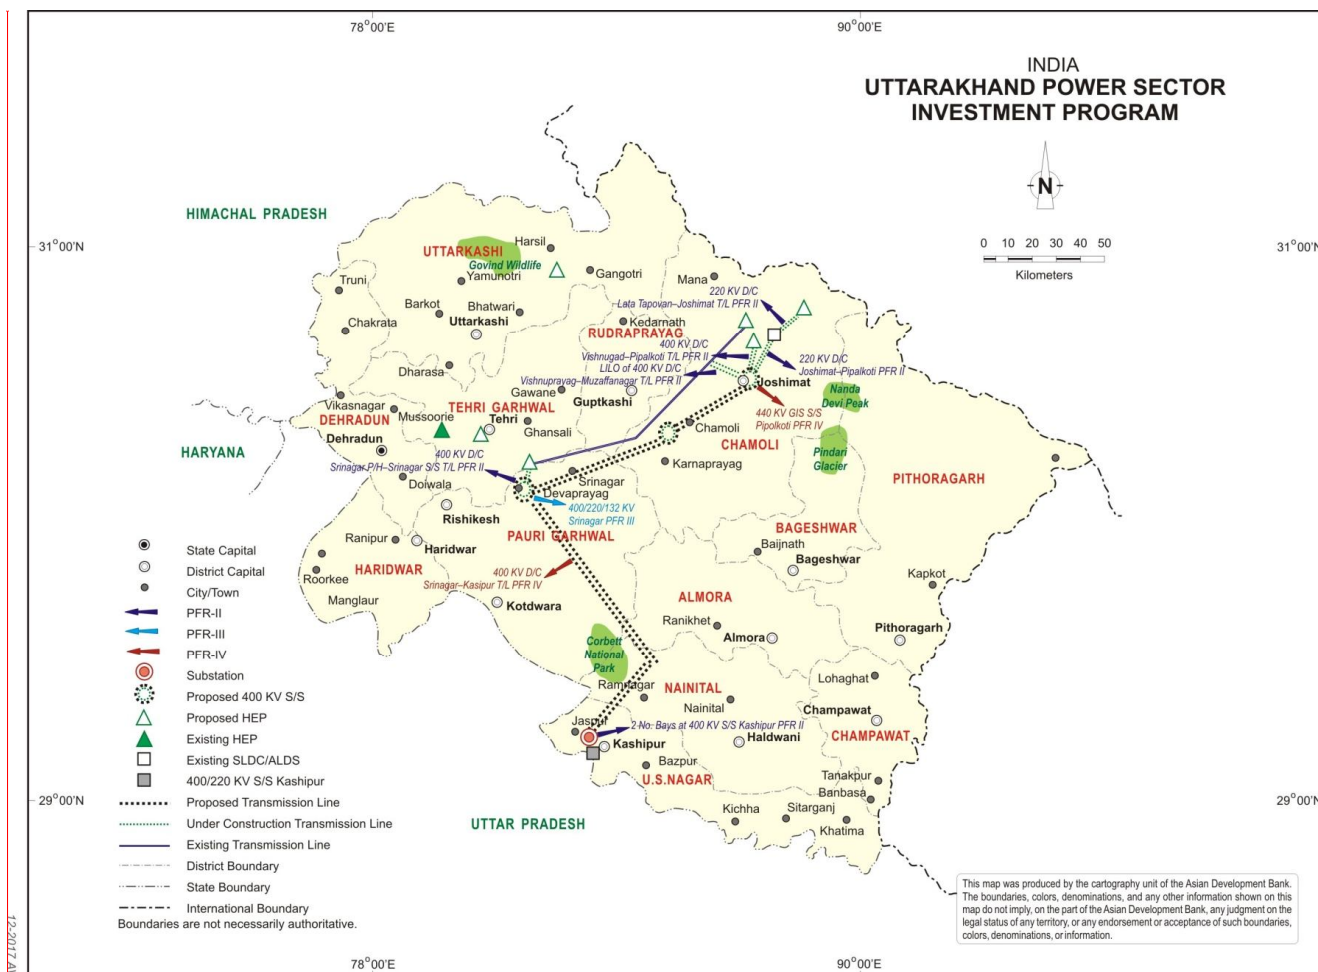 78°00'E
90°00'E
INDIA
UTTARAKHAND POWER SECTOR
INVESTMENT PROGRAM
N
HIMACHAL PRADESH
31°00'N
31°00'N
0 10 20 30 40 50
Kilometers
Harsil
UTTARKASHI
Govind Wildlife
Yamunotri
Gangotri
Mana
Truni
220 KV D/C
Lata Tapovan–Joshimat T/L PFR II
Barkot
Bhatwari
Chakrata
Uttarkashi
Kedarnath
RUDRAPRAYAG
400 KV D/C
Vishnugad–Pipalkoti T/L PFR II
LILO of 400 KV D/C
Vishnuprayag–Muzaffanagar T/L PFR II
220 KV D/C
Joshimat–Pipalkoti PFR II
Dharasa
Joshimat
Gawane
Guptkashi
Nanda
Devi Peak
Vikasnagar
Mussoorie
TEHRI GARHWAL
DEHRADUN
Tehri
Ghansali
440 KV GIS S/S
Pipolkoti PFR IV
Chamoli
CHAMOLI
Dehradun
HARYANA
400 KV D/C
Srinagar P/H–Srinagar S/S T/L PFR II
Karnaprayag
Pindari
Glacier
PITHORAGARH
Doiwala
Srinagar
Devaprayag
400/220/132 KV
Srinagar PFR III
Rishikesh
PAURI GARHWAL
BAGESHWAR
Ranipur
Haridwar
Baijnath
Bageshwar
HARIDWAR
Roorkee
Manglaur
400 KV D/C
Srinagar–Kasipur T/L PFR IV
Kapkot
Kotdwara
ALMORA
Ranikhet
Almora
Pithoragarh
Corbett
National
Park
Ramnagar
NAINITAL
Nainital
Lohaghat
Champawat
CHAMPAWAT
Jaspur
2 No. Bays at 400 KV S/S Kashipur PFR II
Kashipur
Haldwani
Bazpur
U.S.NAGAR
Tanakpur
Banbasa
Kichha
Sitarganj
Khatima
29°00'N
29°00'N
UTTAR PRADESH
State Capital
District Capital
City/Town
PFR-II
PFR-III
PFR-IV
Substation
Proposed 400 KV S/S
Proposed HEP
Existing HEP
Existing SLDC/ALDS
400/220 KV S/S Kashipur
Proposed Transmission Line
Under Construction Transmission Line
Existing Transmission Line
District Boundary
State Boundary
International Boundary
Boundaries are not necessarily authoritative.
This map was produced by the cartography unit of the Asian Development Bank.
The boundaries, colors, denominations, and any other information shown on this
map do not imply, on the part of the Asian Development Bank, any judgment on the
legal status of any territory, or any endorsement or acceptance of such boundaries,
colors, denominations, or information.
78°00'E
90°00'E